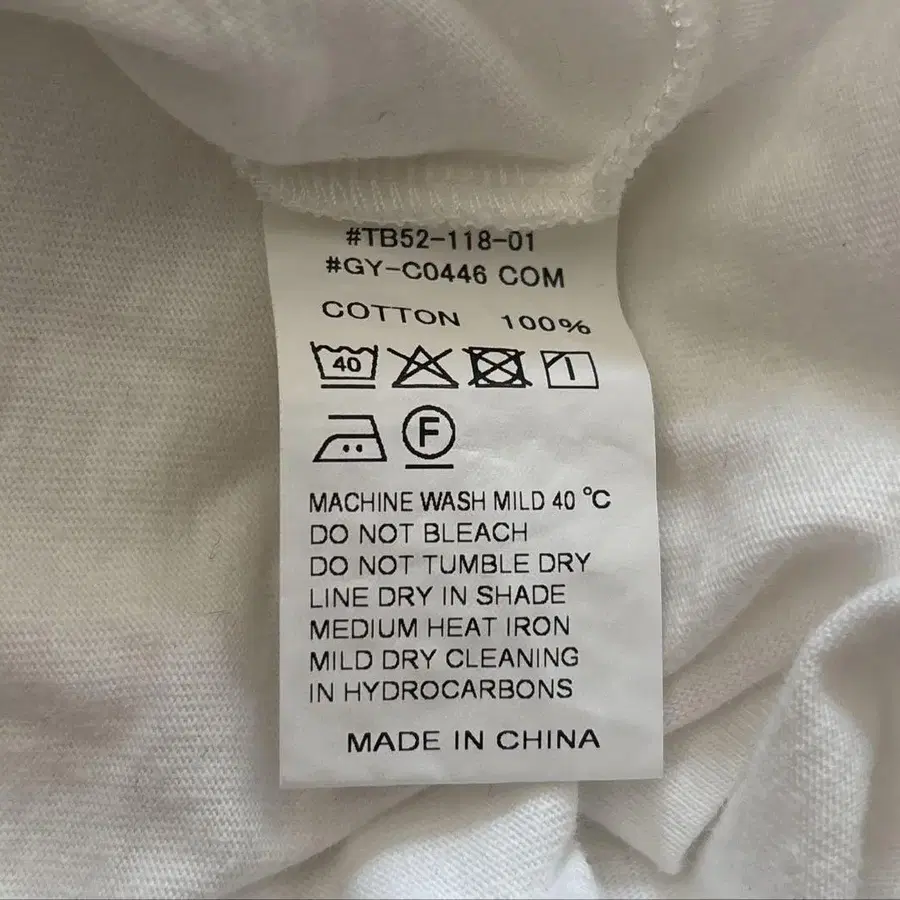 #TB52-118-01
#GY-C0446 COM
COTTON 100%
40
F
MACHINE WASH MILD 40 °C
DO NOT BLEACH
DO NOT TUMBLE DRY
LINE DRY IN SHADE
MEDIUM HEAT IRON
MILD DRY CLEANING
IN HYDROCARBONS
MADE IN CHINA